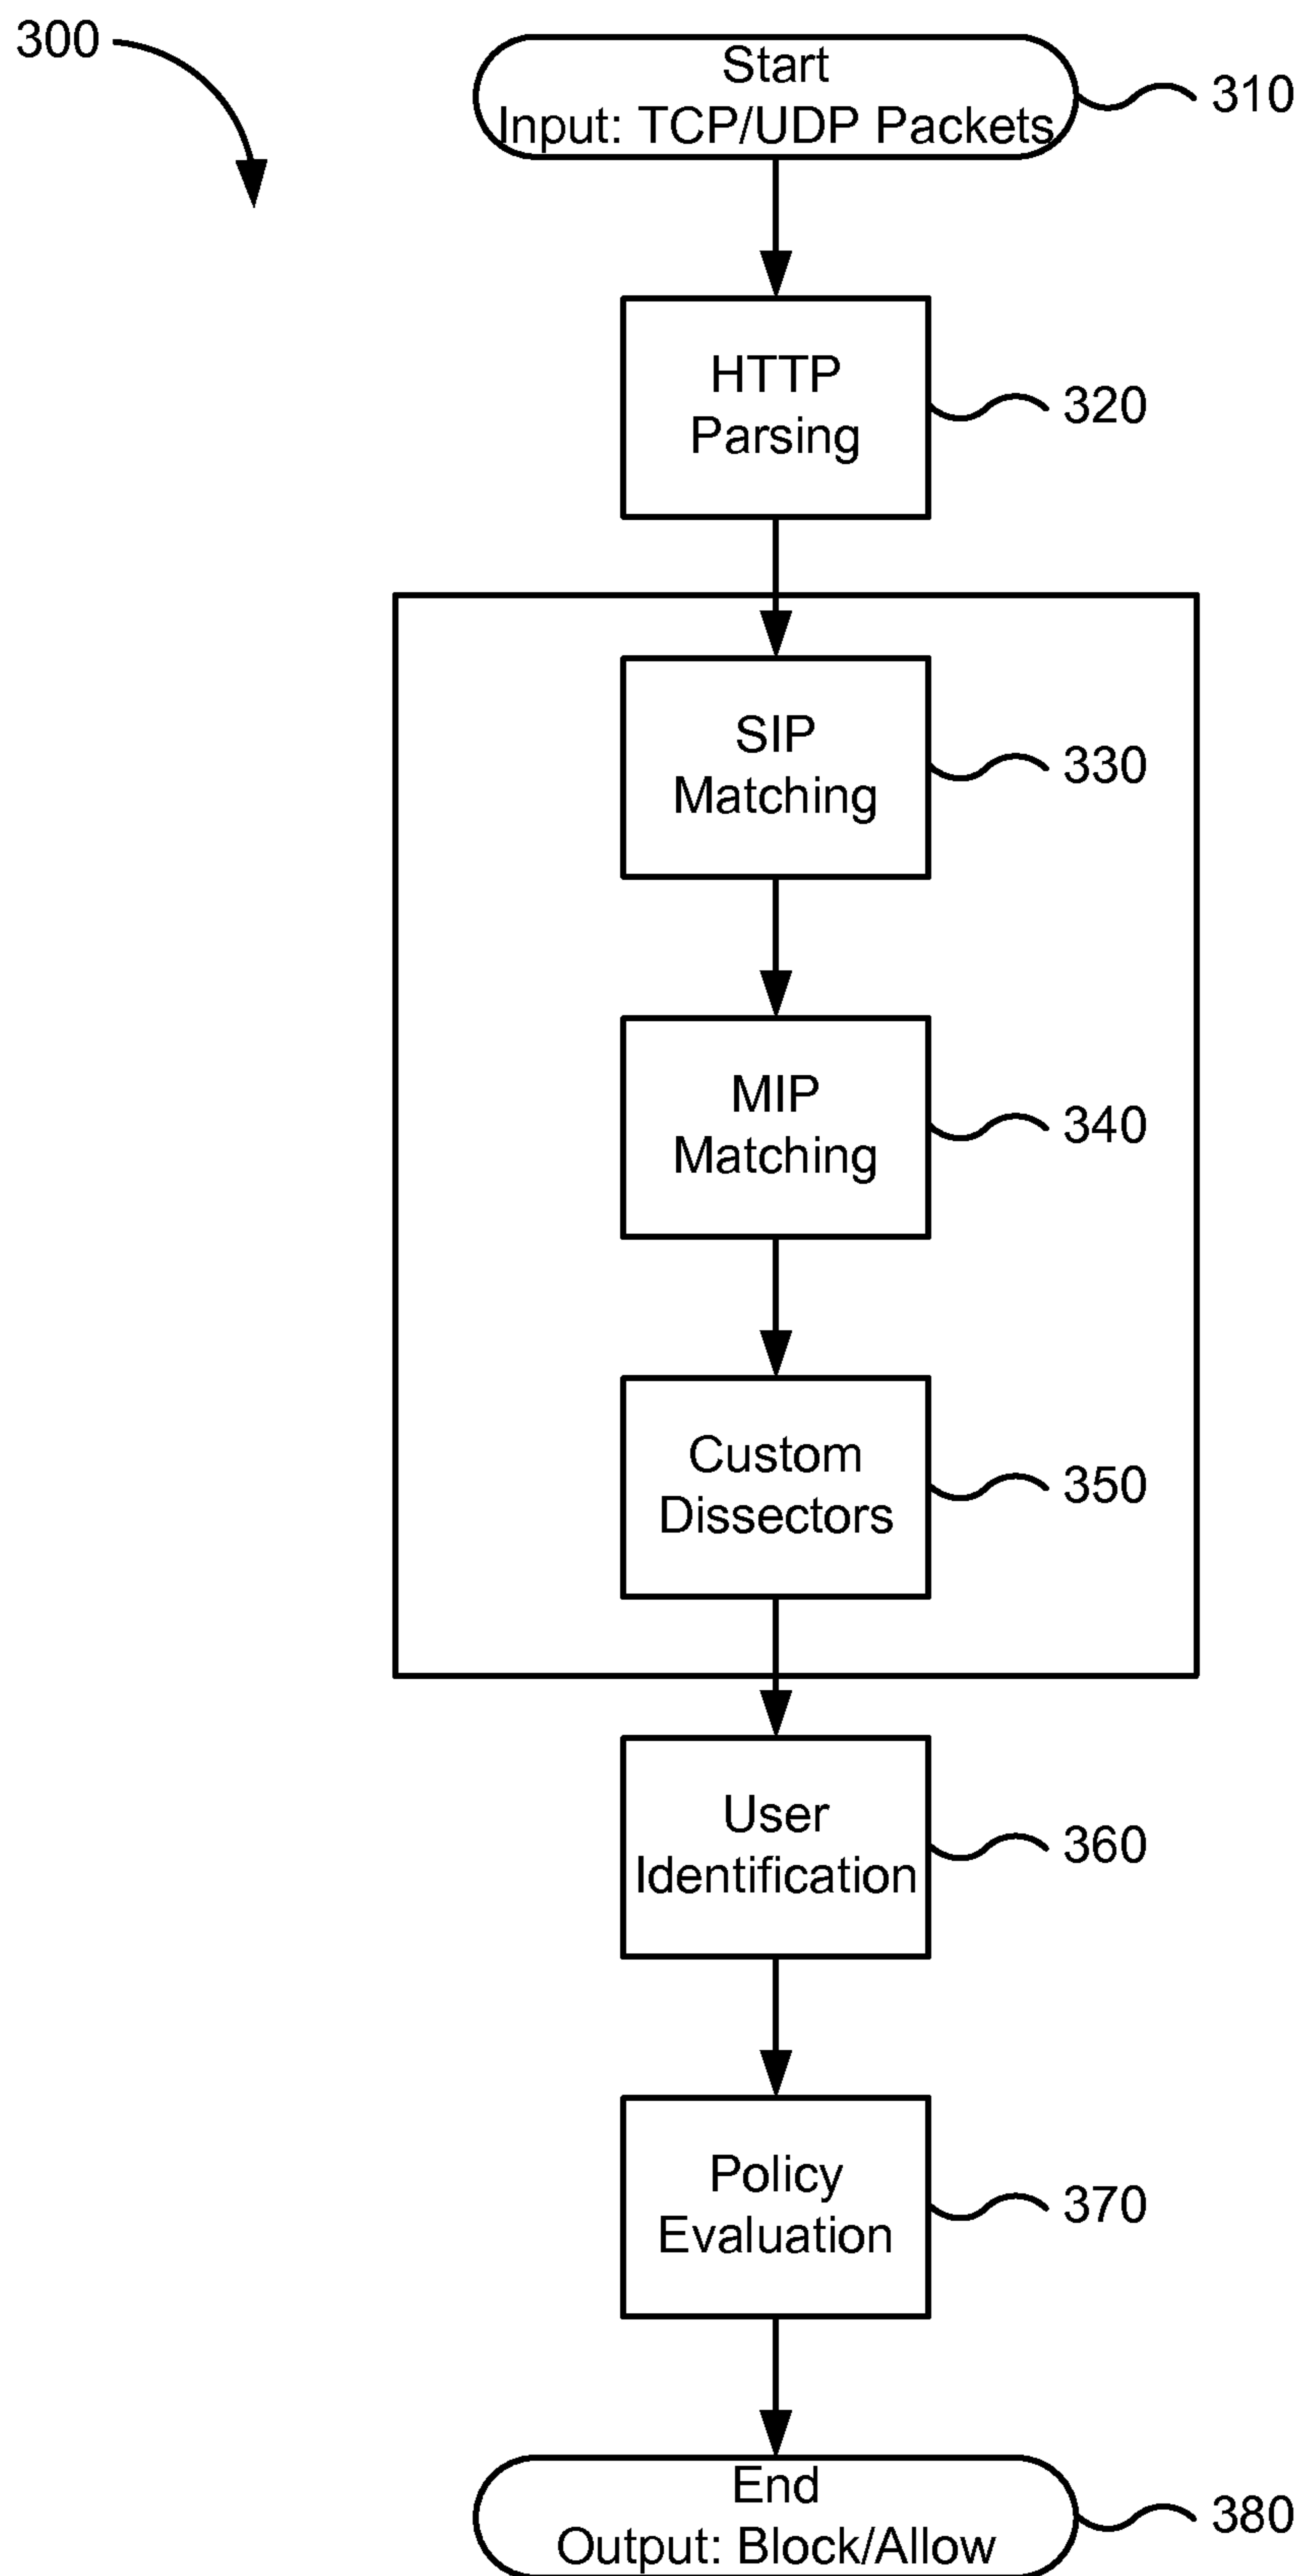 300
Start
Input: TCP/UDP Packets
310
HTTP
Parsing
320
SIP
Matching
330
MIP
Matching
340
Custom
Dissectors
350
User
Identification
360
Policy
Evaluation
370
End
Output: Block/Allow
380